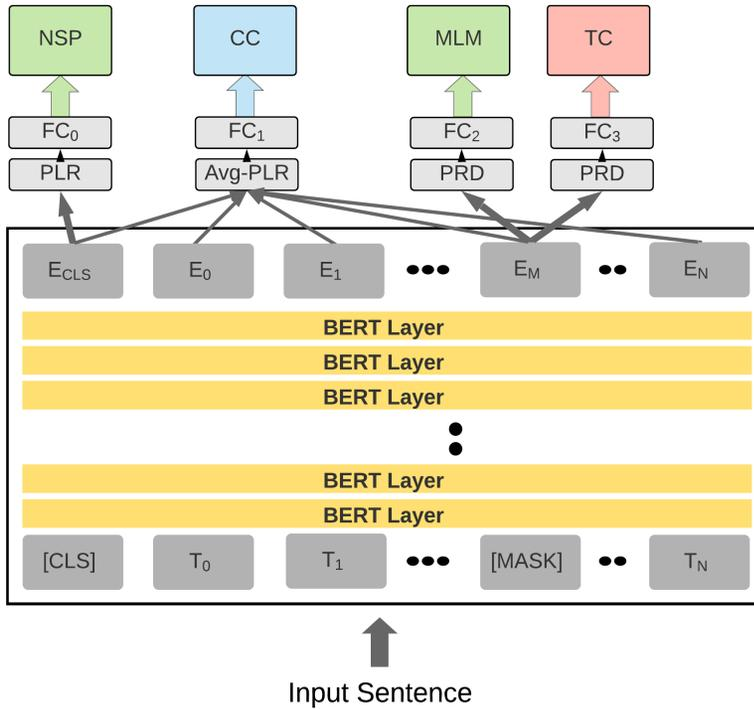 NSP CC MLM TC
FC0 FC1 FC2 FC3
PLR Avg-PLR PRD PRD
ECLS E0 E1 EM EN
BERT Layer
BERT Layer
BERT Layer
BERT Layer
BERT Layer
[CLS] T0 T1 [MASK] TN
Input Sentence